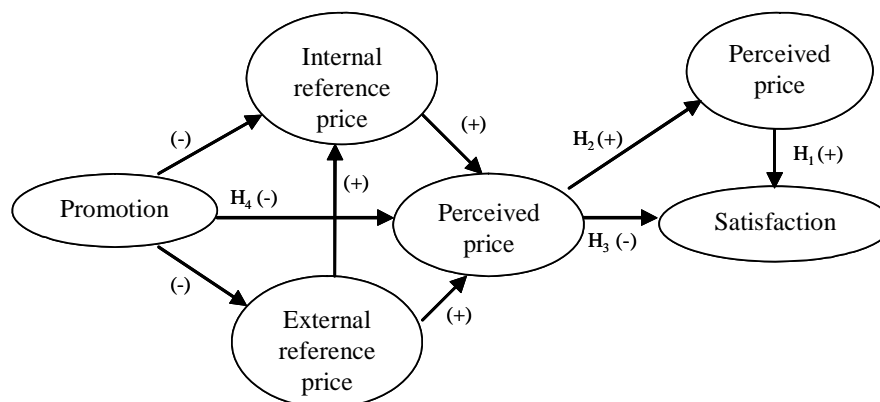 Internal
reference
price
Perceived
price
(-)
(+)
H₂ (+)
H₁ (+)
(+)
Promotion
H₄ (-)
Perceived
price
H₃ (-)
Satisfaction
(-)
External
reference
price
(+)